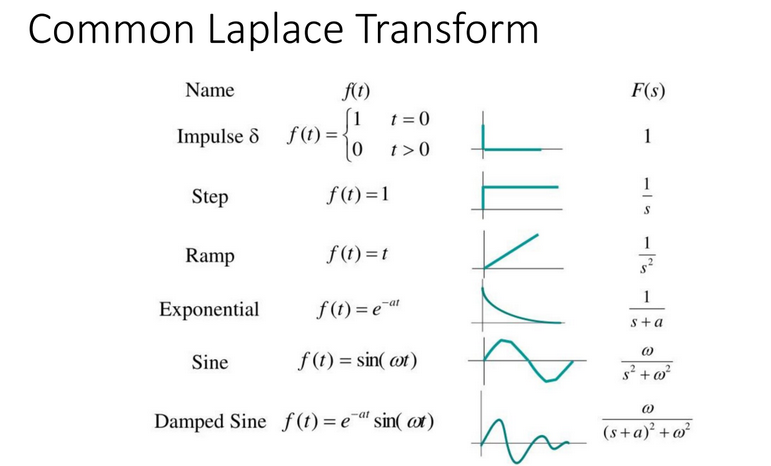 Common Laplace Transform
Name f(t) F(s)
Impulse δ f(t) = {1 t = 0 1
0 t > 0
Step f(t) = 1 1/s
Ramp f(t) = t 1/s²
Exponential f(t) = e^(-at) 1/(s+a)
Sine f(t) = sin( ωt) ω/(s² + ω²)
Damped Sine f(t) = e^(-at) sin( ωt) ω/((s+a)² + ω²)